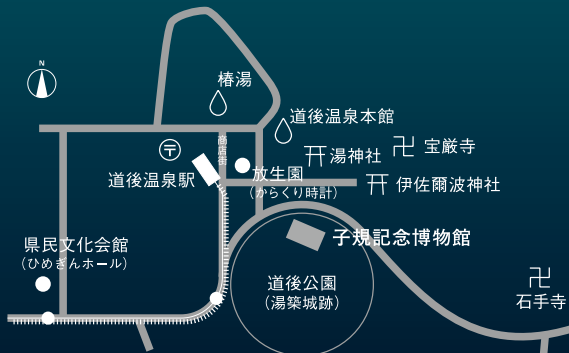 N
椿湯
道後温泉本館
商店街
湯神社
宝厳寺
道後温泉駅
放生園
（からくり時計）
伊佐爾波神社
子規記念博物館
県民文化会館
（ひめぎんホール）
道後公園
（湯築城跡）
石手寺